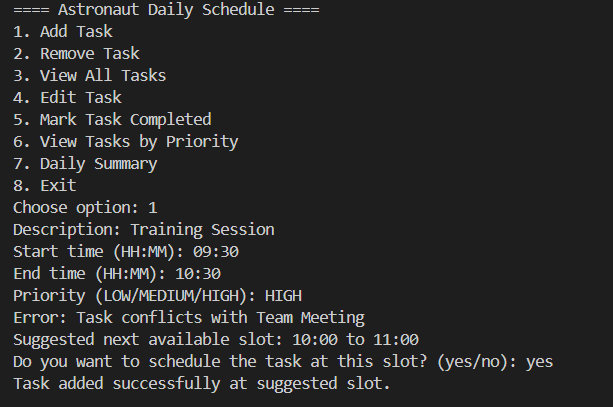 ==== Astronaut Daily Schedule ====
1. Add Task
2. Remove Task
3. View All Tasks
4. Edit Task
5. Mark Task Completed
6. View Tasks by Priority
7. Daily Summary
8. Exit
Choose option: 1
Description: Training Session
Start time (HH:MM): 09:30
End time (HH:MM): 10:30
Priority (LOW/MEDIUM/HIGH): HIGH
Error: Task conflicts with Team Meeting
Suggested next available slot: 10:00 to 11:00
Do you want to schedule the task at this slot? (yes/no): yes
Task added successfully at suggested slot.